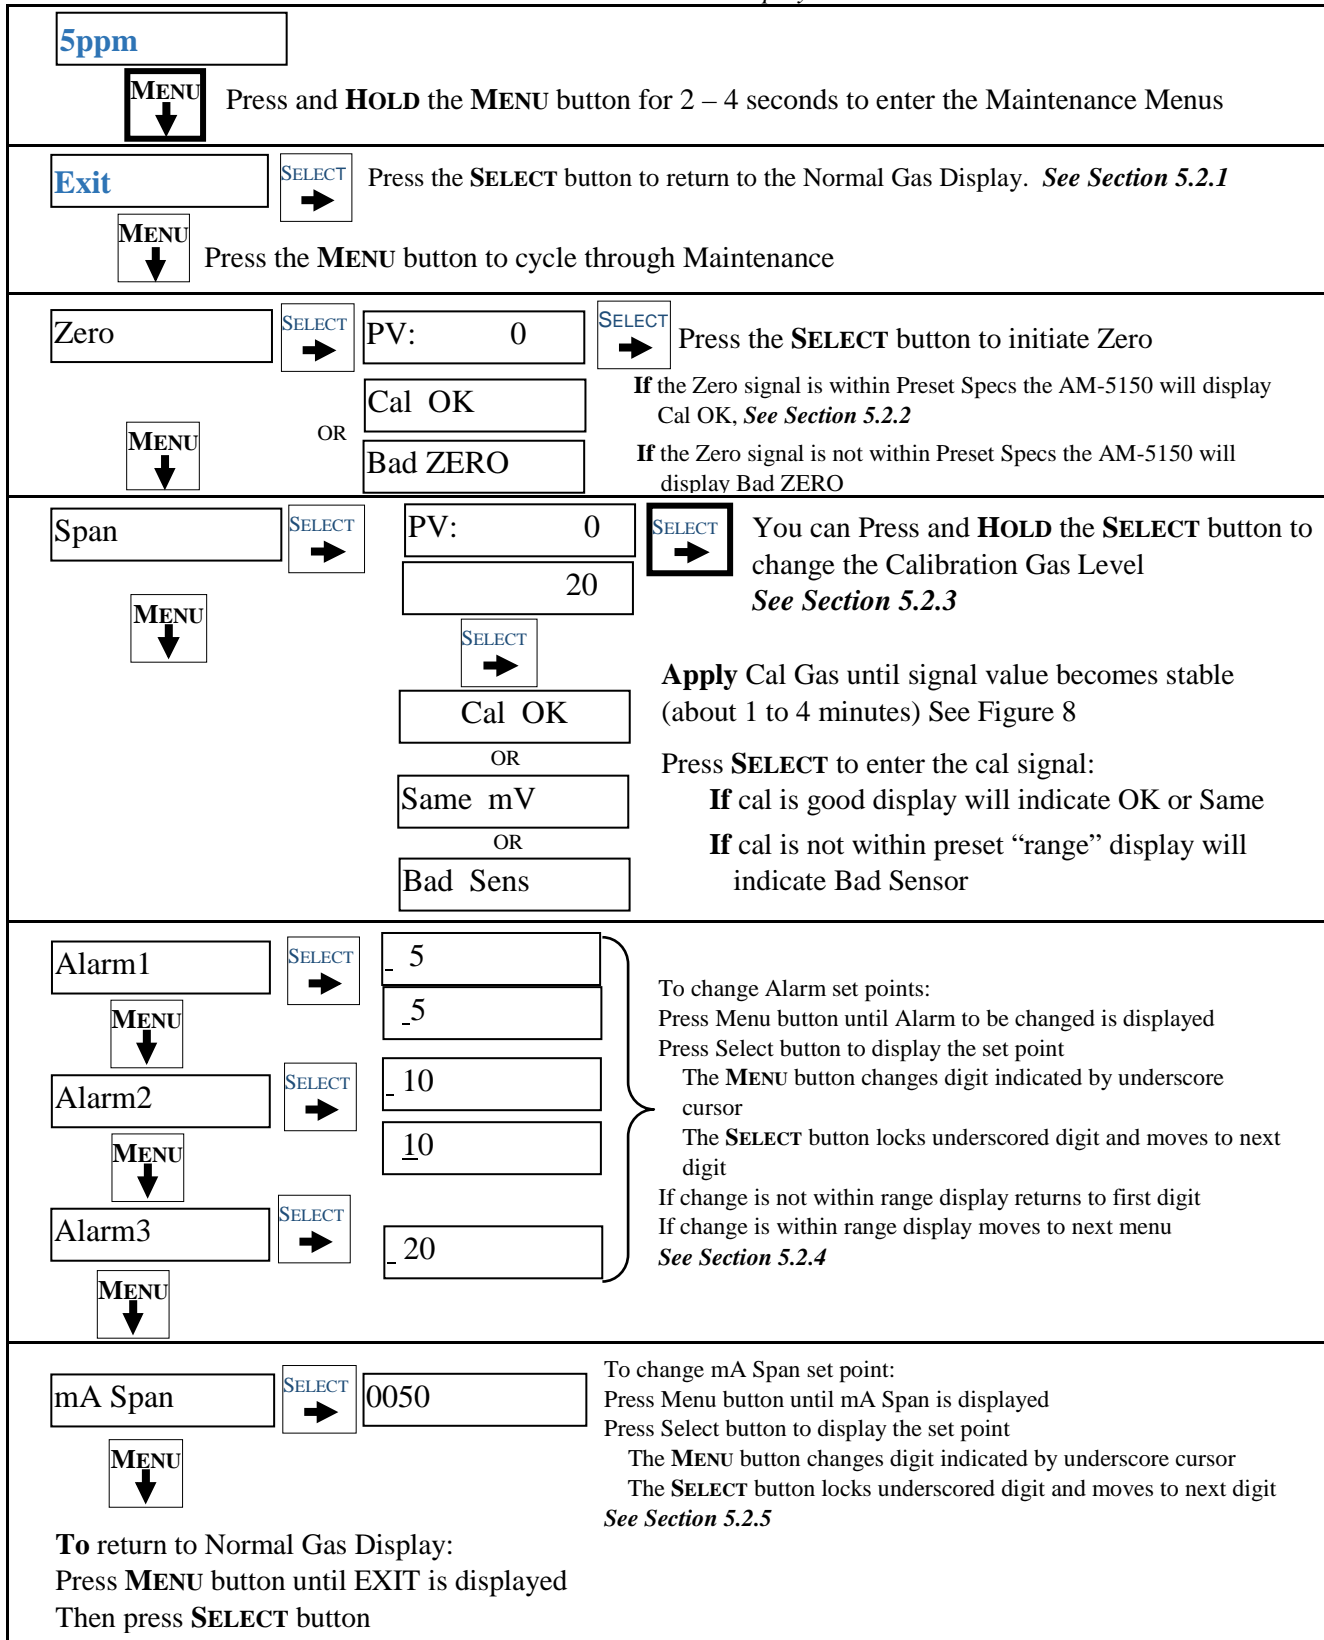 5ppm
MENU
Press and HOLD the MENU button for 2 – 4 seconds to enter the Maintenance Menus
Exit
SELECT
Press the SELECT button to return to the Normal Gas Display. See Section 5.2.1
MENU
Press the MENU button to cycle through Maintenance
Zero
SELECT
PV: 0
SELECT
Press the SELECT button to initiate Zero
Cal OK
If the Zero signal is within Preset Specs the AM-5150 will display
Cal OK, See Section 5.2.2
MENU
OR
Bad ZERO
If the Zero signal is not within Preset Specs the AM-5150 will
display Bad ZERO
Span
SELECT
PV: 0
20
SELECT
You can Press and HOLD the SELECT button to
change the Calibration Gas Level
See Section 5.2.3
MENU
SELECT
Cal OK
OR
Same mV
OR
Bad Sens
Apply Cal Gas until signal value becomes stable
(about 1 to 4 minutes) See Figure 8
Press SELECT to enter the cal signal:
If cal is good display will indicate OK or Same
If cal is not within preset “range” display will
indicate Bad Sensor
Alarm1
SELECT
_ 5
_5
MENU
Alarm2
SELECT
_ 10
10
MENU
Alarm3
SELECT
_ 20
MENU
To change Alarm set points:
Press Menu button until Alarm to be changed is displayed
Press Select button to display the set point
The MENU button changes digit indicated by underscore
cursor
The SELECT button locks underscored digit and moves to next
digit
If change is not within range display returns to first digit
If change is within range display moves to next menu
See Section 5.2.4
mA Span
SELECT
0050
MENU
To change mA Span set point:
Press Menu button until mA Span is displayed
Press Select button to display the set point
The MENU button changes digit indicated by underscore cursor
The SELECT button locks underscored digit and moves to next digit
See Section 5.2.5
To return to Normal Gas Display:
Press MENU button until EXIT is displayed
Then press SELECT button